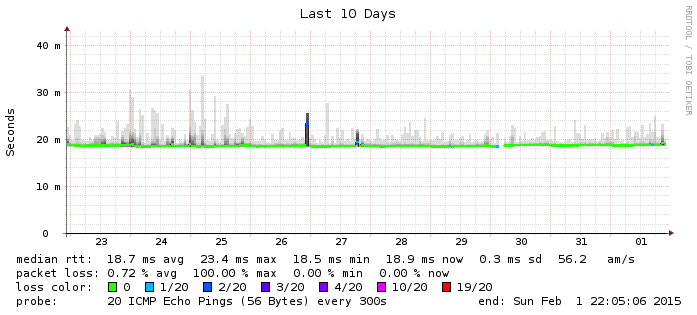 Last 10 Days
RRDTOOL / TOBI OETIKER
Seconds
40 m
30 m
20 m
10 m
0
23 24 25 26 27 28 29 30 31 01
median rtt: 18.7 ms avg 23.4 ms max 18.5 ms min 18.9 ms now 0.3 ms sd 56.2 am/s
packet loss: 0.72 % avg 100.00 % max 0.00 % min 0.00 % now
loss color: 0 1/20 2/20 3/20 4/20 10/20 19/20
probe: 20 ICMP Echo Pings (56 Bytes) every 300s end: Sun Feb 1 22:05:06 2015